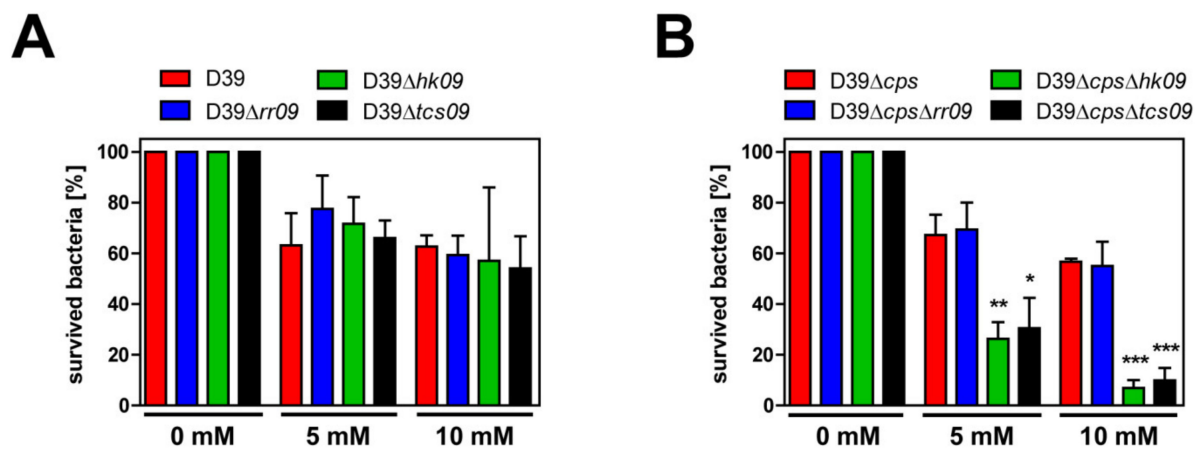 A
D39
D39Δhk09
D39Δrr09
D39Δtcs09
survived bacteria [%]
100
80
60
40
20
0
0 mM
5 mM
10 mM
B
D39Δcps
D39ΔcpsΔhk09
D39ΔcpsΔrr09
D39ΔcpsΔtcs09
survived bacteria [%]
100
80
60
40
20
0
**
*
***
***
0 mM
5 mM
10 mM